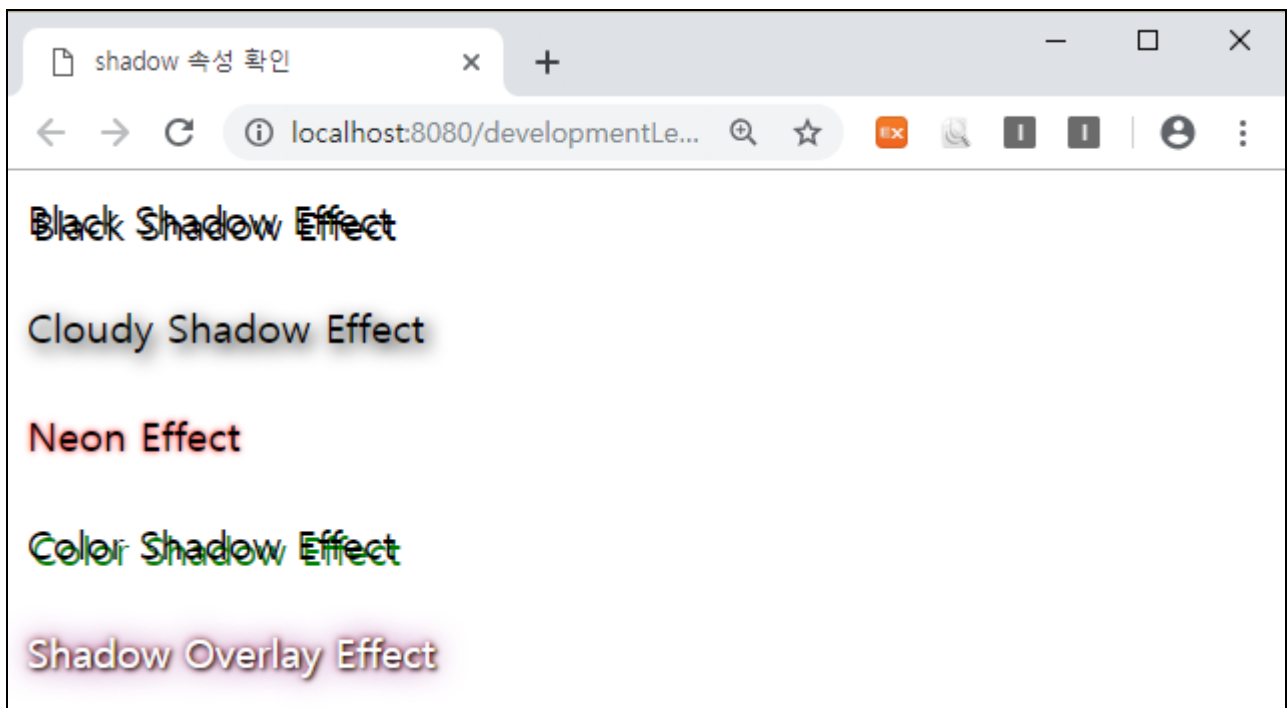 shadow 속성 확인
localhost:8080/developmentLe...
Black Shadow Effect
Cloudy Shadow Effect
Neon Effect
Color Shadow Effect
Shadow Overlay Effect